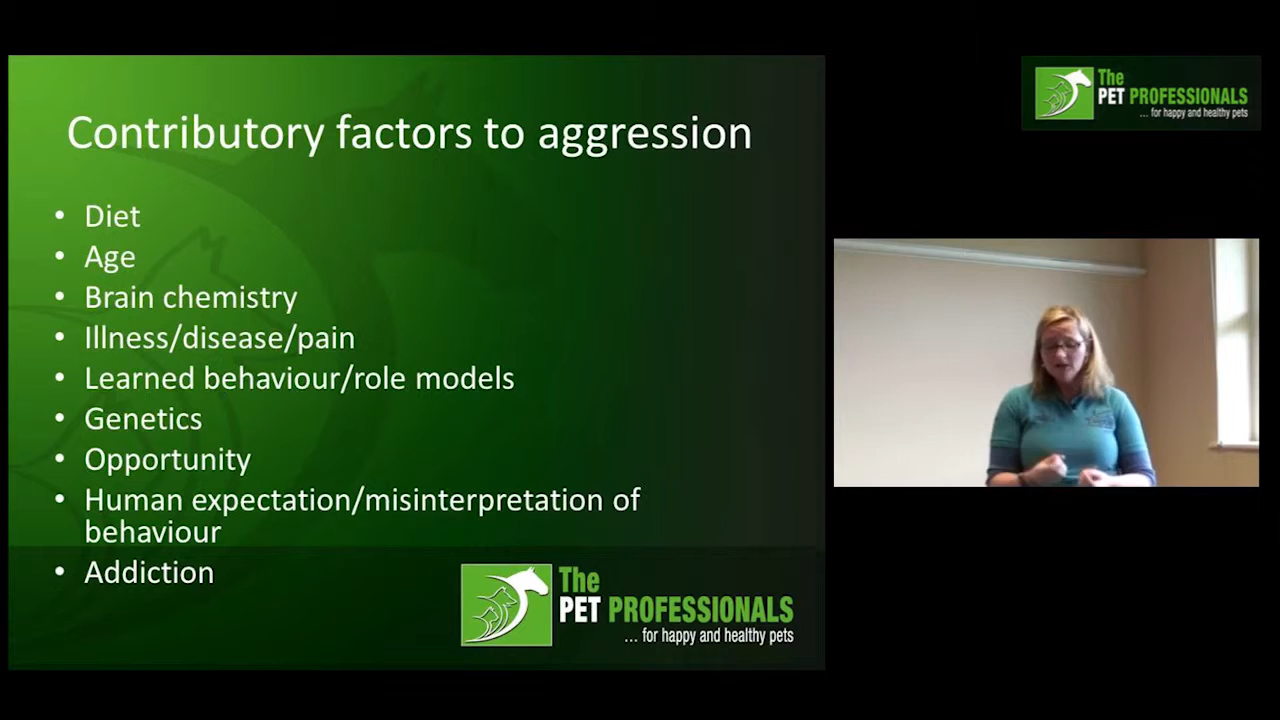 Contributory factors to aggression
• Diet
• Age
• Brain chemistry
• Illness/disease/pain
• Learned behaviour/role models
• Genetics
• Opportunity
• Human expectation/misinterpretation of
behaviour
• Addiction
The
PET PROFESSIONALS
... for happy and healthy pets
The
PET PROFESSIONALS
... for happy and healthy pets